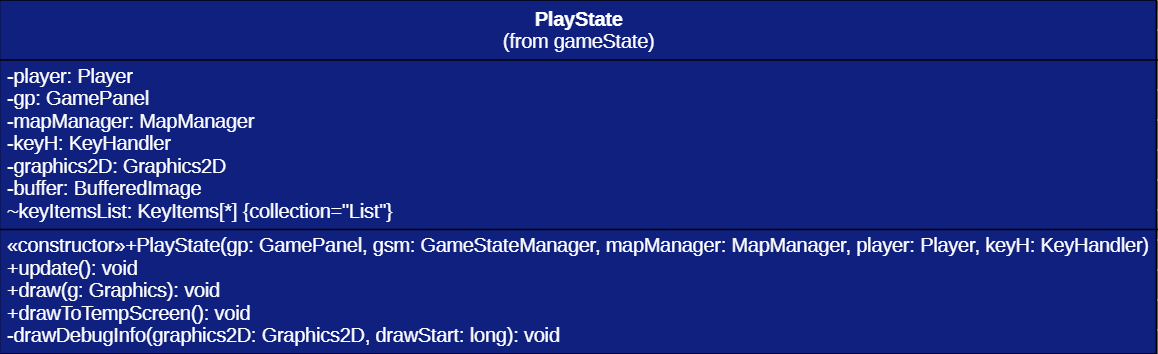 PlayState
(from gameState)
-player: Player
-gp: GamePanel
-mapManager: MapManager
-keyH: KeyHandler
-graphics2D: Graphics2D
-buffer: BufferedImage
~keyItemsList: KeyItems[*] {collection="List"}
«constructor»+PlayState(gp: GamePanel, gsm: GameStateManager, mapManager: MapManager, player: Player, keyH: KeyHandler)
+update(): void
+draw(g: Graphics): void
+drawToTempScreen(): void
-drawDebugInfo(graphics2D: Graphics2D, drawStart: long): void